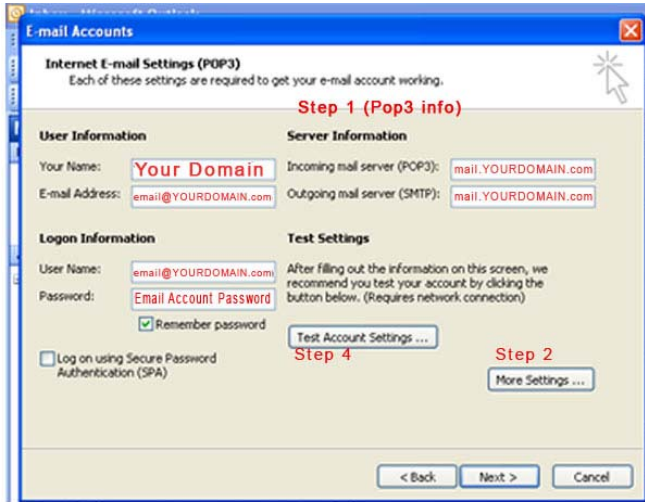 Inbox - Microsoft Outlook
E-mail Accounts
Internet E-mail Settings (POP3)
Each of these settings are required to get your e-mail account working.
Step 1 (Pop3 info)
User Information
Your Name: Your Domain
E-mail Address: email@YOURDOMAIN.com
Server Information
Incoming mail server (POP3): mail.YOURDOMAIN.com
Outgoing mail server (SMTP): mail.YOURDOMAIN.com
Logon Information
User Name: email@YOURDOMAIN.com
Password: Email Account Password
Remember password
Log on using Secure Password
Authentication (SPA)
Test Settings
After filling out the information on this screen, we
recommend you test your account by clicking the
button below. (Requires network connection)
Test Account Settings ...
Step 4
Step 2
More Settings ...
< Back
Next >
Cancel